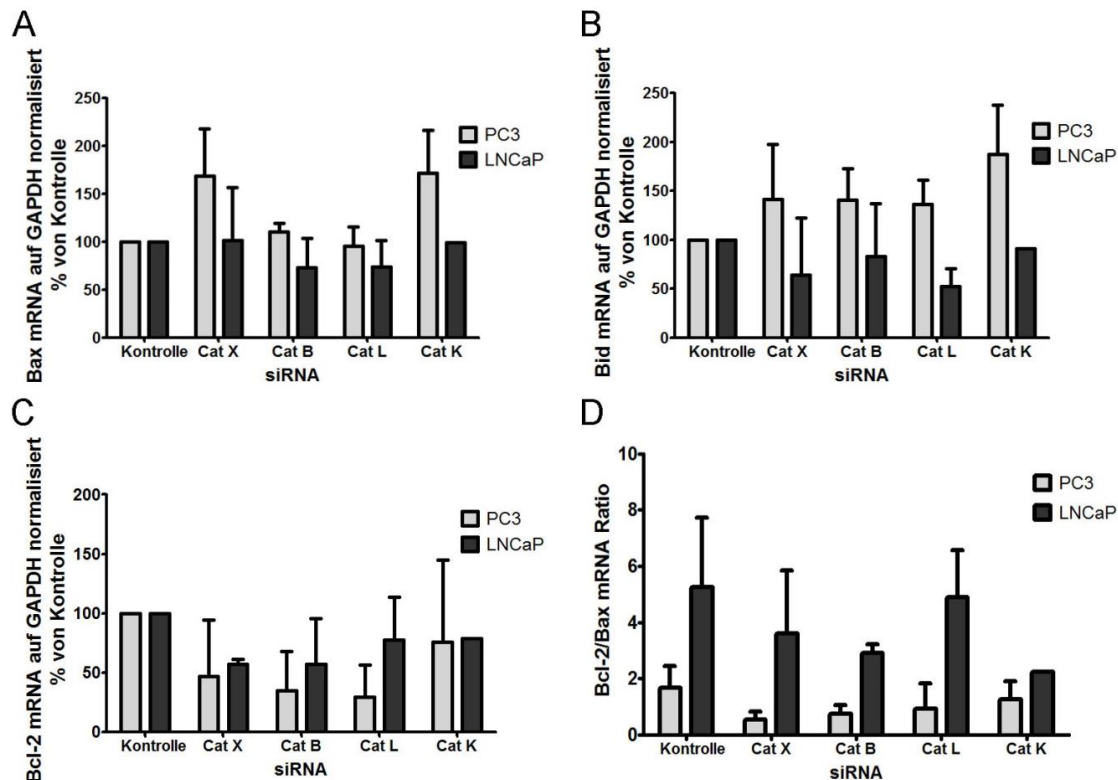 A
Bax mRNA auf GAPDH normalisiert
% von Kontrolle
250
200
150
100
50
0
PC3
LNCaP
Kontrolle Cat X Cat B Cat L Cat K
siRNA
B
Bid mRNA auf GAPDH normalisiert
% von Kontrolle
250
200
150
100
50
0
PC3
LNCaP
Kontrolle Cat X Cat B Cat L Cat K
siRNA
C
Bcl-2 mRNA auf GAPDH normalisiert
% von Kontrolle
200
150
100
50
0
PC3
LNCaP
Kontrolle Cat X Cat B Cat L Cat K
siRNA
D
Bcl-2/Bax mRNA Ratio
10
8
6
4
2
0
PC3
LNCaP
Kontrolle Cat X Cat B Cat L Cat K
siRNA